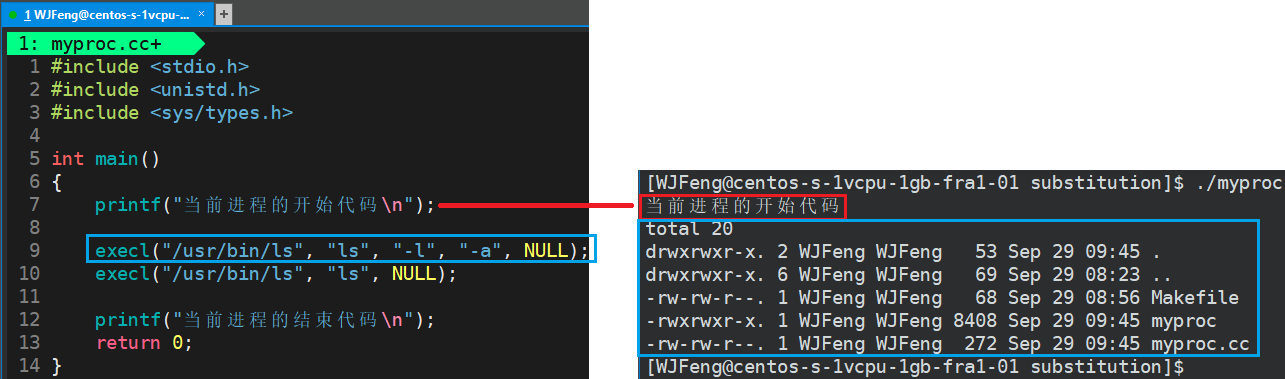 1 WJFeng@centos-s-1vcpu-... × +
1: myproc.cc+
1 #include <stdio.h>
2 #include <unistd.h>
3 #include <sys/types.h>
4
5 int main()
6 {
7 printf("当前进程的开始代码\n");
8
9 execl("/usr/bin/ls", "ls", "-l", "-a", NULL);
10 execl("/usr/bin/ls", "ls", NULL);
11
12 printf("当前进程的结束代码\n");
13 return 0;
14 }
[WJFeng@centos-s-1vcpu-1gb-fra1-01 substitution]$ ./myproc
当前进程的开始代码
total 20
drwxrwxr-x. 2 WJFeng WJFeng 53 Sep 29 09:45 .
drwxrwxr-x. 6 WJFeng WJFeng 69 Sep 29 08:23 ..
-rw-rw-r--. 1 WJFeng WJFeng 68 Sep 29 08:56 Makefile
-rwxrwxr-x. 1 WJFeng WJFeng 8408 Sep 29 09:45 myproc
-rw-rw-r--. 1 WJFeng WJFeng 272 Sep 29 09:45 myproc.cc
[WJFeng@centos-s-1vcpu-1gb-fra1-01 substitution]$